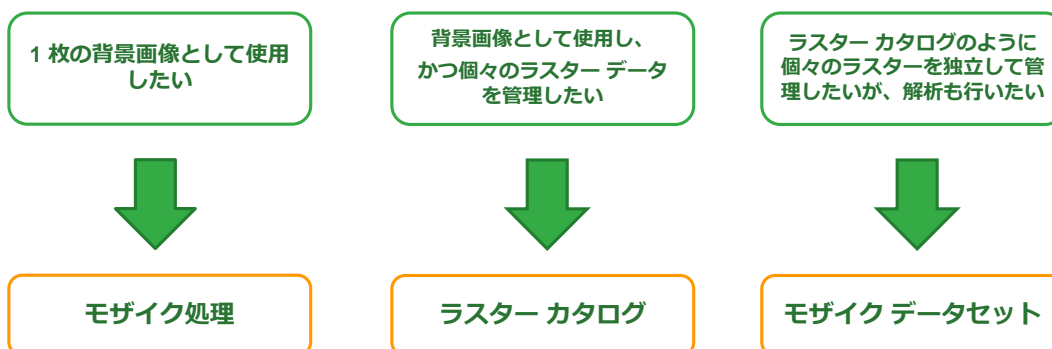 1 枚の背景画像として使用
したい
背景画像として使用し、
かつ個々のラスター データ
を管理したい
ラスター カタログのように
個々のラスターを独立して管
理したいが、解析も行いたい
モザイク処理
ラスター カタログ
モザイク データセット